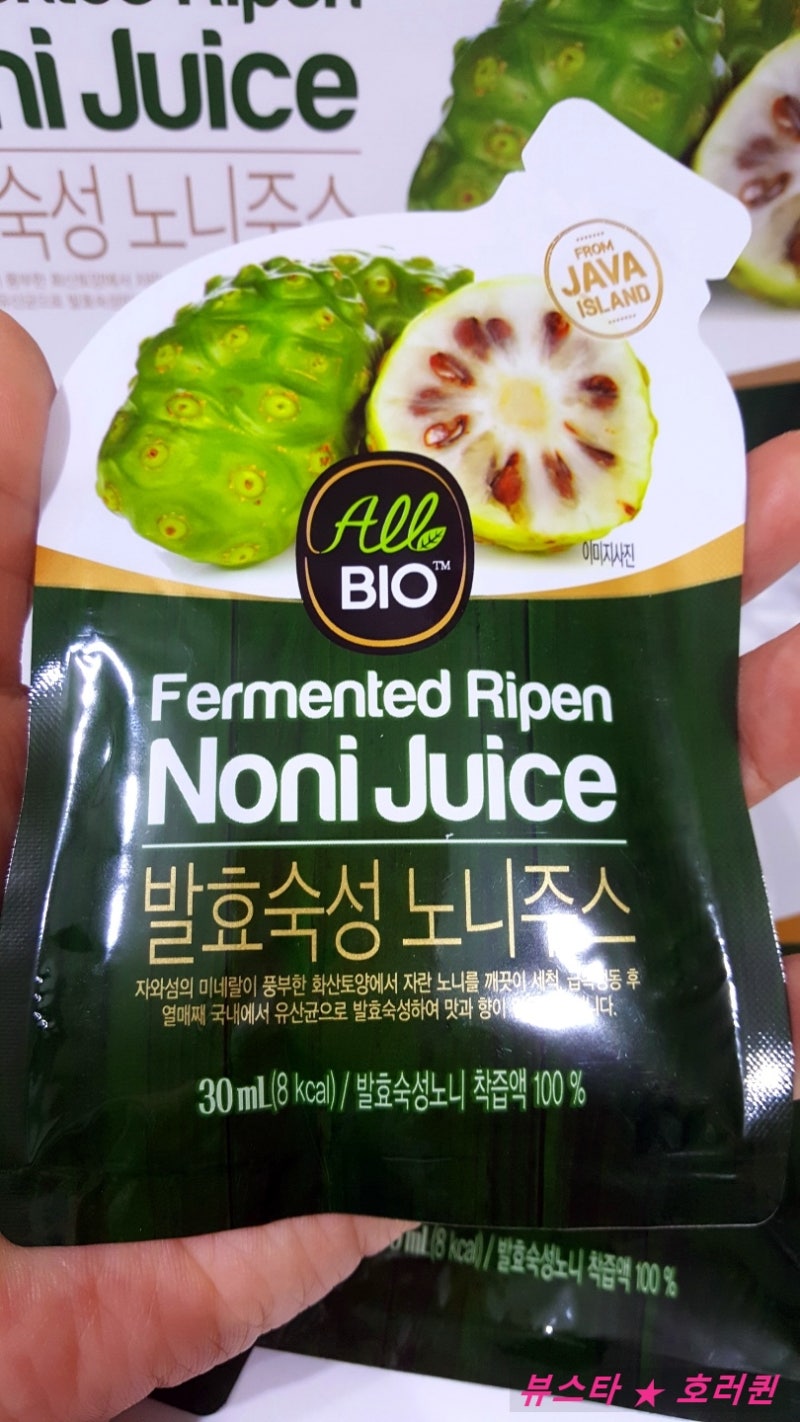 ni Juice
숙성 노니주스
FROM
JAVA
ISLAND
All
BIO™
이미지사진
Fermented Ripen
Noni Juice
발효숙성 노니주스
자와섬의 미네랄이 풍부한 화산토양에서 자란 노니를 깨끗이 세척, 급속냉동 후
열매째 국내에서 유산균으로 발효숙성하여 맛과 향이
30 mL(8 kcal) / 발효숙성노니 착즙액 100 %
mL(8 kcal) / 발효숙성노니 착즙액 100 %
뷰스타 ★ 호러퀸